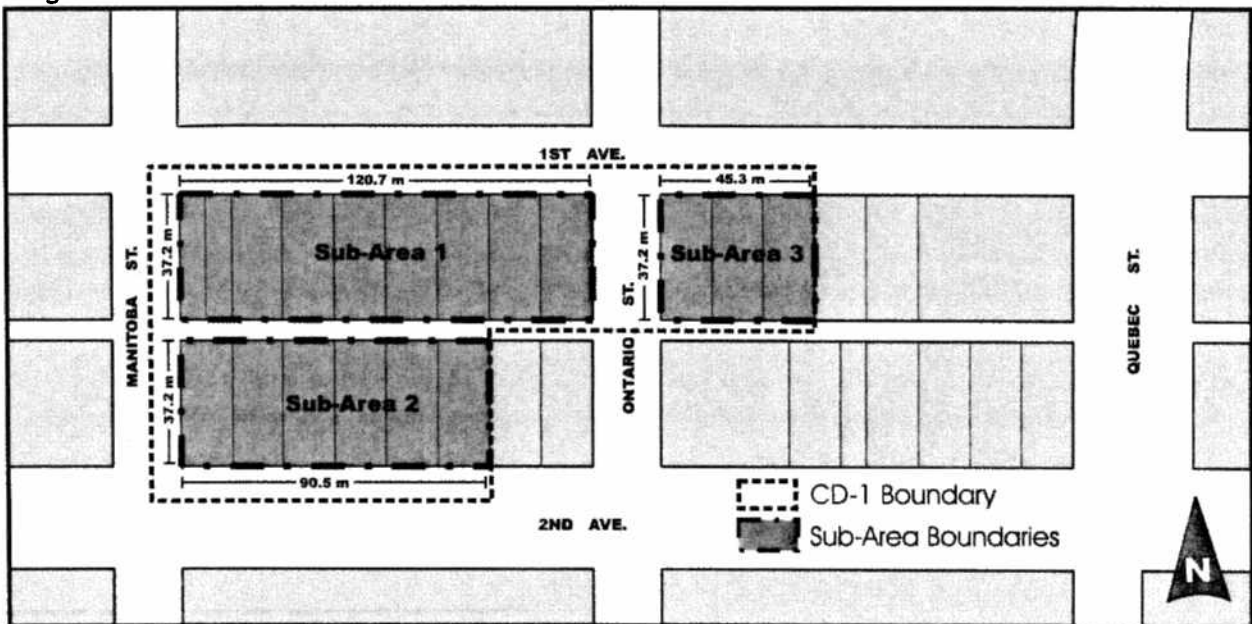 1ST AVE.
120.7 m
45.3 m
MANITOBA ST.
37.2 m
Sub-Area 1
ONTARIO ST.
37.2 m
Sub-Area 3
QUEBEC ST.
37.2 m
Sub-Area 2
90.5 m
2ND AVE.
CD-1 Boundary
Sub-Area Boundaries
N